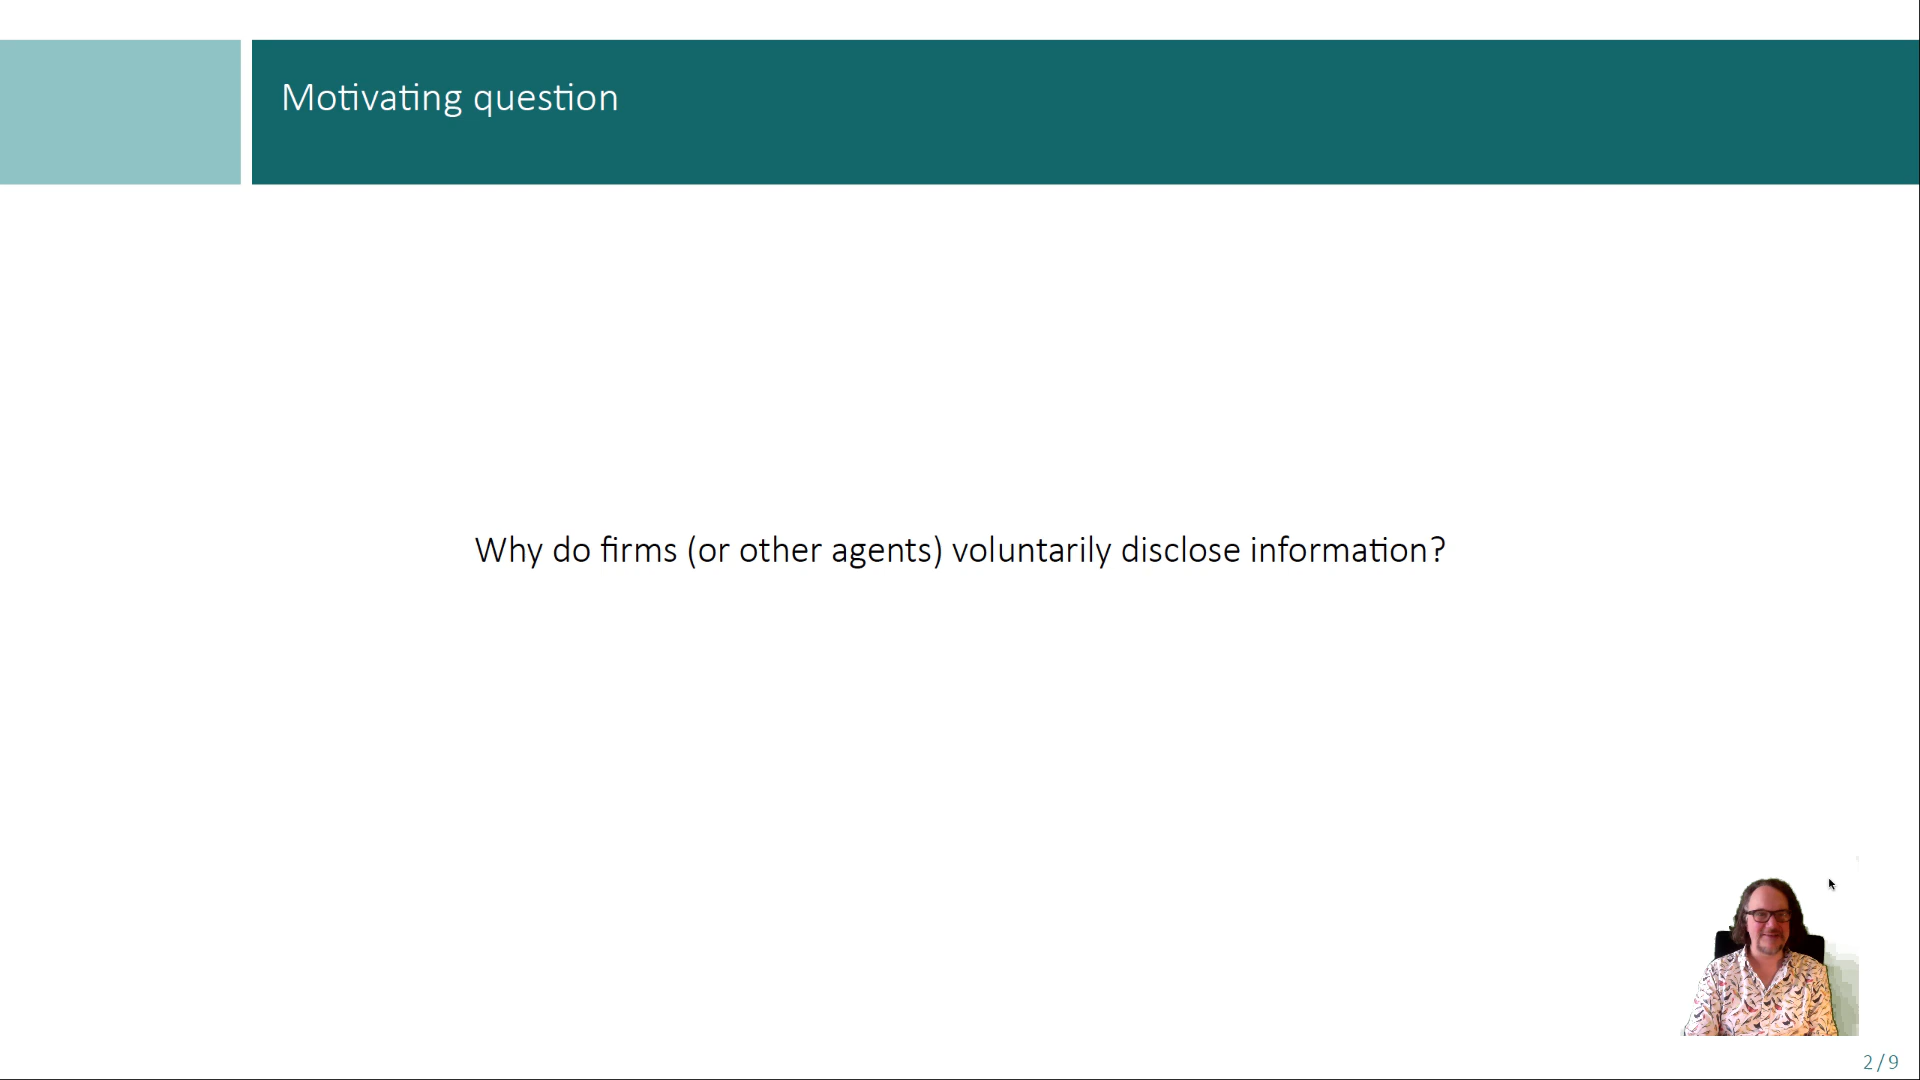 Motivating question
Why do firms (or other agents) voluntarily disclose information?
2 / 9